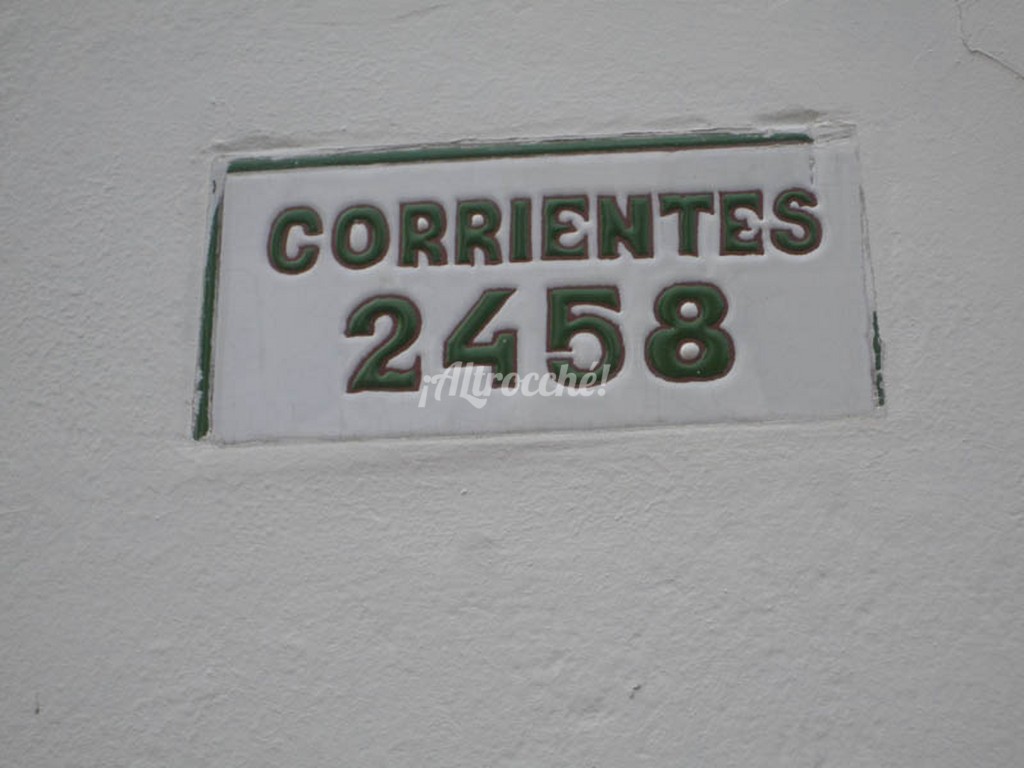 CORRIENTES
2458
¡Altrocché!